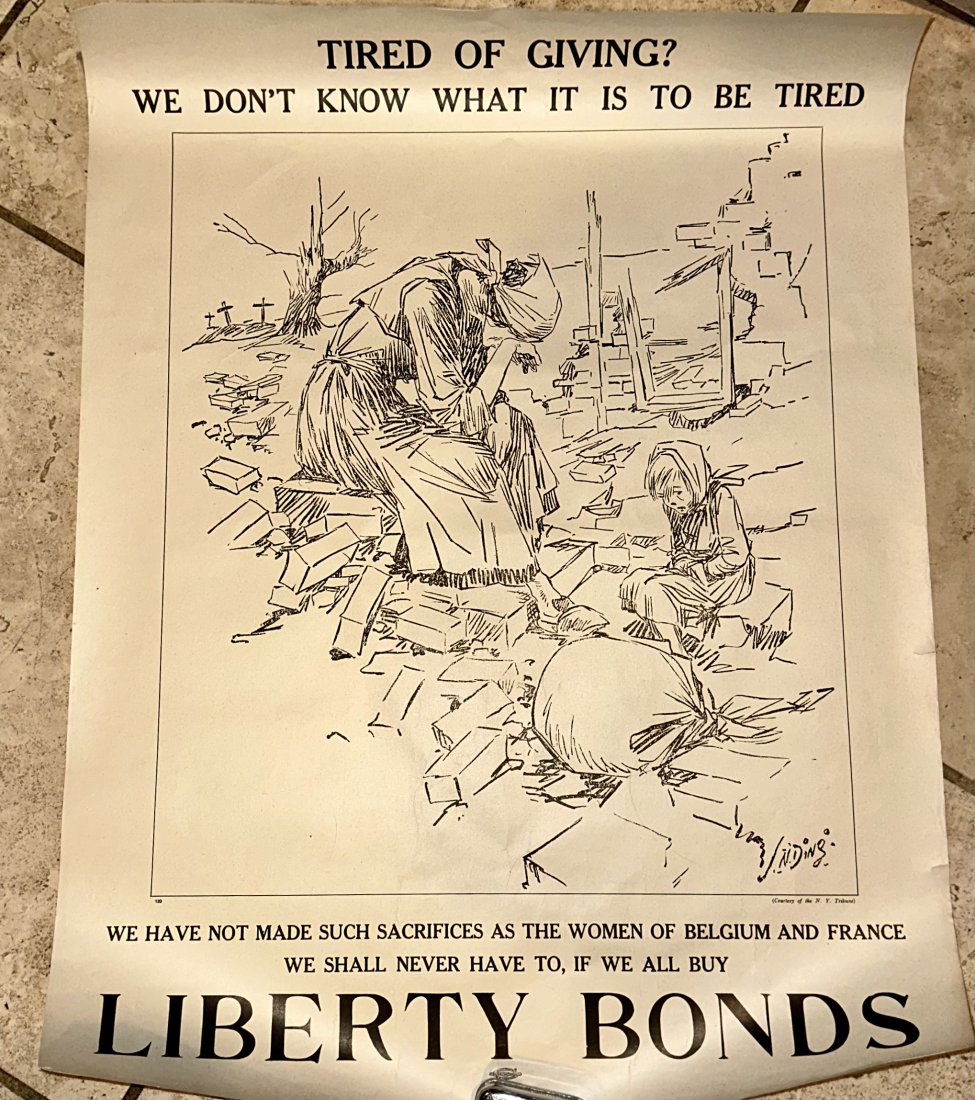 TIRED OF GIVING?
WE DON'T KNOW WHAT IT IS TO BE TIRED
J.N.DING.
120
(Courtesy of the N. Y. Tribune)
WE HAVE NOT MADE SUCH SACRIFICES AS THE WOMEN OF BELGIUM AND FRANCE
WE SHALL NEVER HAVE TO, IF WE ALL BUY
LIBERTY BONDS